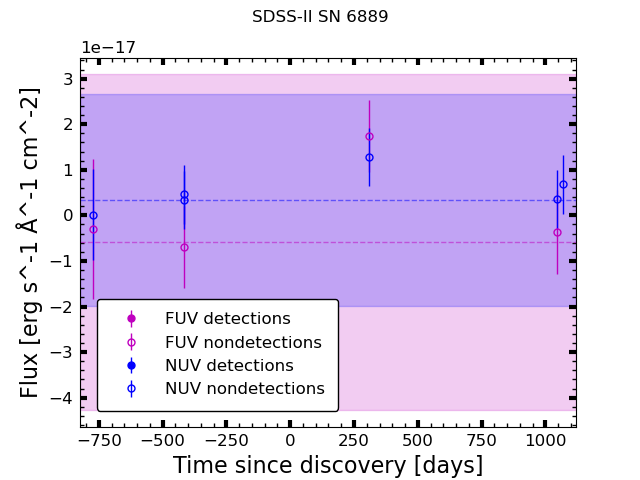 SDSS-II SN 6889
1e−17
3
2
1
0
−1
−2
−3
−4
Flux [erg s^-1 Å^-1 cm^-2]
FUV detections
FUV nondetections
NUV detections
NUV nondetections
−750 −500 −250 0 250 500 750 1000
Time since discovery [days]